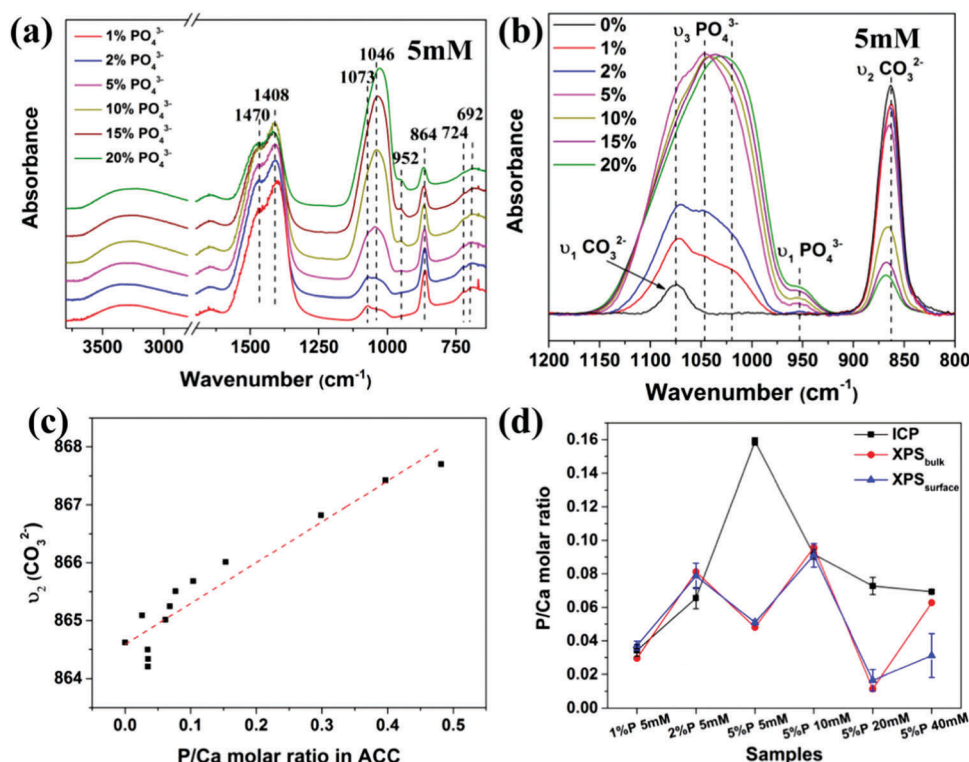 (a)
1% PO₄³⁻
2% PO₄³⁻
5% PO₄³⁻
10% PO₄³⁻
15% PO₄³⁻
20% PO₄³⁻
5mM
1046
1073
1408
1470
692
724
864
952
Absorbance
3500 3000 1500 1250 1000 750
Wavenumber (cm⁻¹)
(b)
0%
1%
2%
5%
10%
15%
20%
υ₃ PO₄³⁻
5mM
υ₂ CO₃²⁻
υ₁ CO₃²⁻
υ₁ PO₄³⁻
Absorbance
1200 1100 1050 1000 950 900 850 800
Wavenumber (cm⁻¹)
(c)
868
867
866
865
864
υ₂ (CO₃²⁻)
0.0 0.1 0.2 0.3 0.4 0.5
P/Ca molar ratio in ACC
(d)
ICP
XPS_bulk
XPS_surface
0.16
0.14
0.12
0.10
0.08
0.06
0.04
0.02
0.00
P/Ca molar ratio
1%P 5mM
2%P 5mM
5%P 5mM
5%P 10mM
5%P 20mM
5%P 40mM
Samples